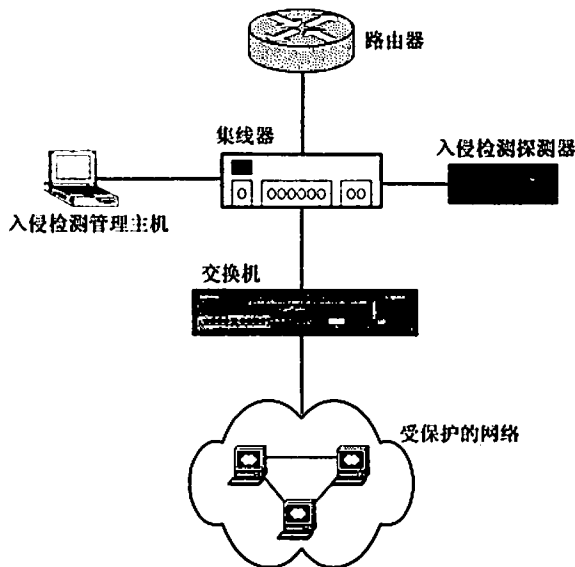 路由器
集线器
入侵检测探测器
入侵检测管理主机
交换机
受保护的网络